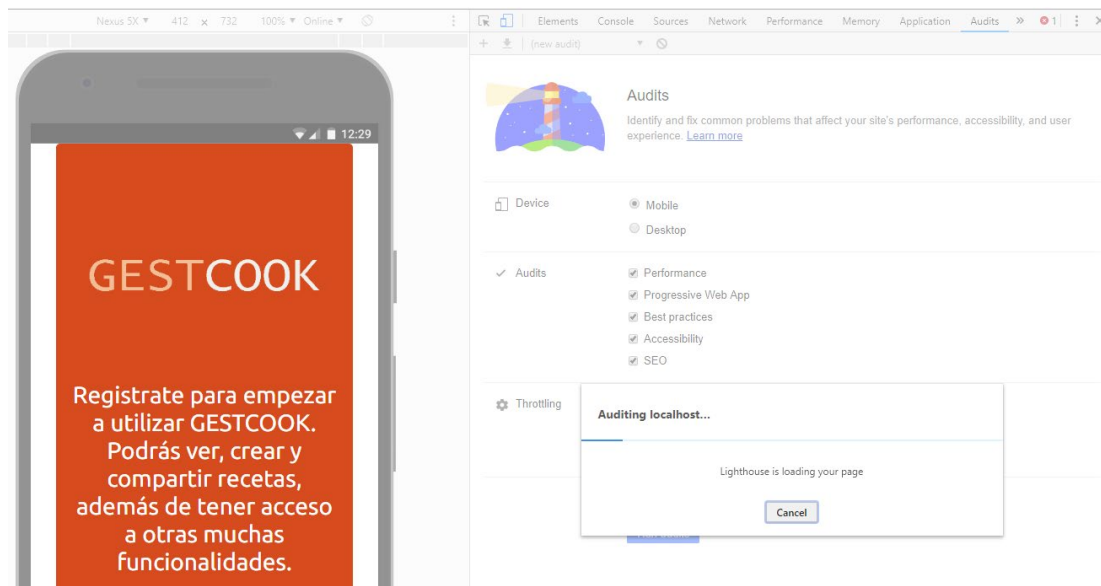 Nexus 5X ▼ 412 x 732 100% ▼ Online ▼
Elements Console Sources Network Performance Memory Application Audits » 1
(new audit)
12:29
GESTCOOK
Registrate para empezar
a utilizar GESTCOOK.
Podrás ver, crear y
compartir recetas,
además de tener acceso
a otras muchas
funcionalidades.
Audits
Identify and fix common problems that affect your site's performance, accessibility, and user
experience. Learn more
Device
Mobile
Desktop
Audits
Performance
Progressive Web App
Best practices
Accessibility
SEO
Throttling
Auditing localhost...
Lighthouse is loading your page
Cancel